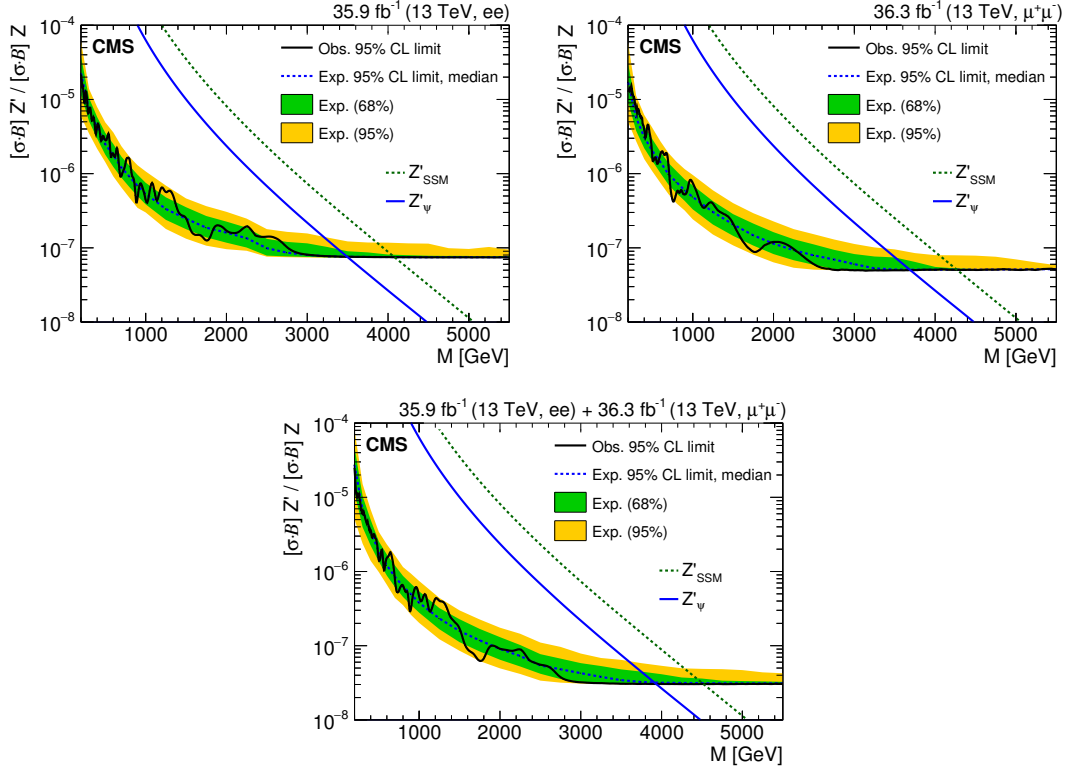 35.9 fb⁻¹ (13 TeV, ee)
CMS
Obs. 95% CL limit
Exp. 95% CL limit, median
Exp. (68%)
Exp. (95%)
Z'SSM
Z'ψ
[σ·B] Z' / [σ·B] Z
10⁻⁴
10⁻⁵
10⁻⁶
10⁻⁷
10⁻⁸
1000 2000 3000 4000 5000
M [GeV]
36.3 fb⁻¹ (13 TeV, μ⁺μ⁻)
CMS
Obs. 95% CL limit
Exp. 95% CL limit, median
Exp. (68%)
Exp. (95%)
Z'SSM
Z'ψ
[σ·B] Z' / [σ·B] Z
10⁻⁴
10⁻⁵
10⁻⁶
10⁻⁷
10⁻⁸
1000 2000 3000 4000 5000
M [GeV]
35.9 fb⁻¹ (13 TeV, ee) + 36.3 fb⁻¹ (13 TeV, μ⁺μ⁻)
CMS
Obs. 95% CL limit
Exp. 95% CL limit, median
Exp. (68%)
Exp. (95%)
Z'SSM
Z'ψ
[σ·B] Z' / [σ·B] Z
10⁻⁴
10⁻⁵
10⁻⁶
10⁻⁷
10⁻⁸
1000 2000 3000 4000 5000
M [GeV]